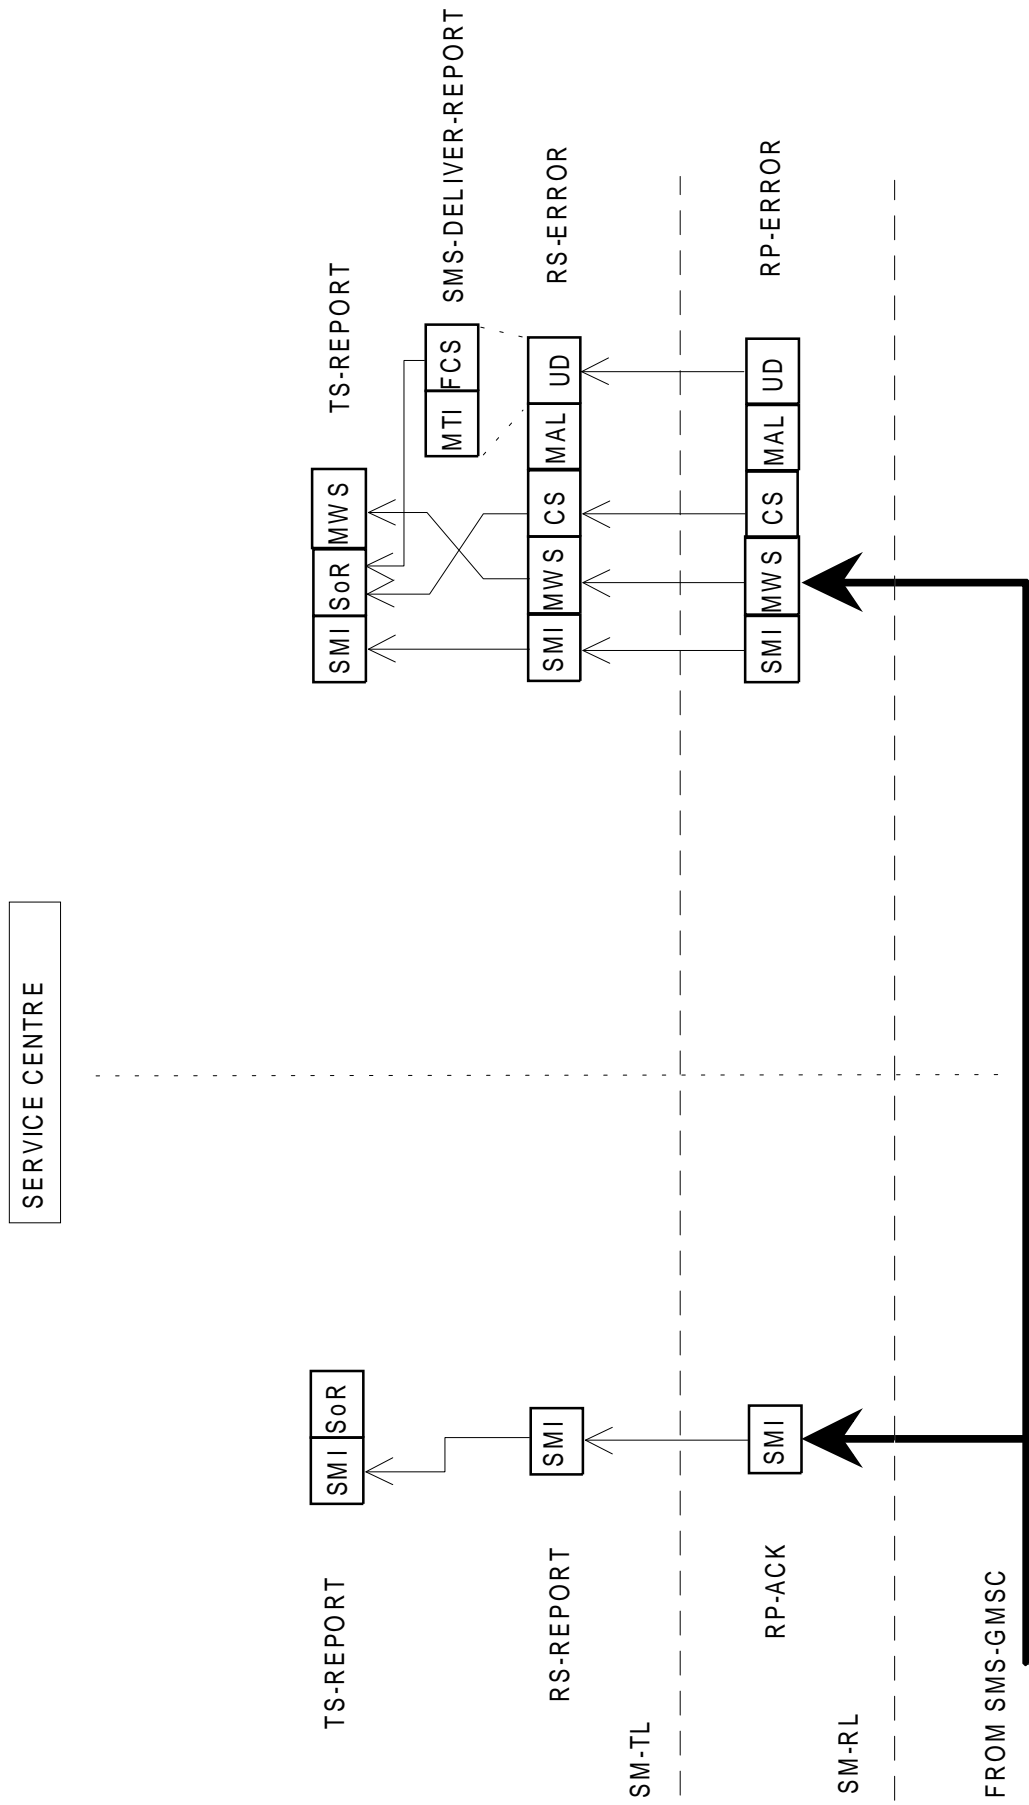 SERVICE CENTRE
TS-REPORT
SMI SoR
TS-REPORT
SMI SoR MWS
MTI FCS
SMS-DELIVER-REPORT
RS-REPORT
SMI
SMI MWS CS MAL UD
RS-ERROR
SM-TL
RP-ACK
SMI
SMI MWS CS MAL UD
RP-ERROR
SM-RL
FROM SMS-GMSC